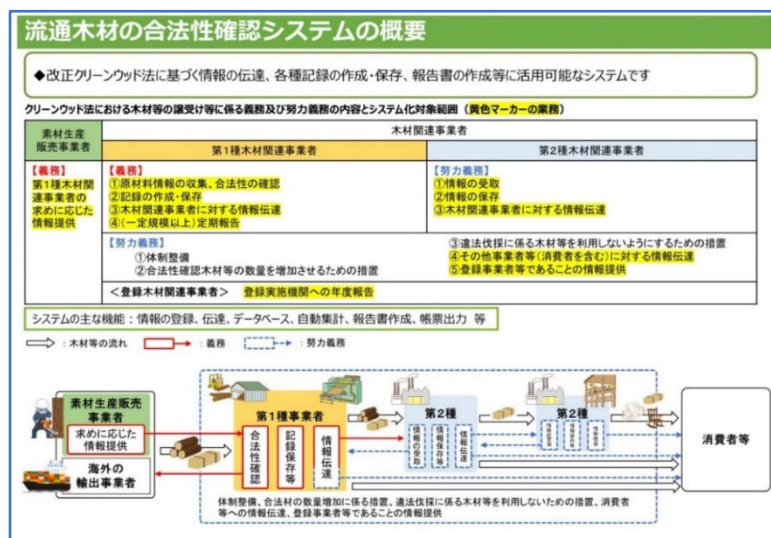 流通木材の合法性確認システムの概要
◆改正クリーンウッド法に基づく情報の伝達、各種記録の作成・保存、報告書の作成等に活用可能なシステムです
クリーンウッド法における木材等の譲受け等に係る義務及び努力義務の内容とシステム化対象範囲（黄色マーカーの業務）
素材生産
販売事業者
木材関連事業者
第1種木材関連事業者
第2種木材関連事業者
【義務】
第1種木材関
連事業者の
求めに応じた
情報提供
【義務】
①原材料情報の収集、合法性の確認
②記録の作成・保存
③木材関連事業者に対する情報伝達
④(一定規模以上)定期報告
【努力義務】
①情報の受取
②情報の保存
③木材関連事業者に対する情報伝達
【努力義務】
①体制整備
②合法性確認木材等の数量を増加させるための措置
③違法伐採に係る木材等を利用しないようにするための措置
④その他事業者等(消費者を含む)に対する情報伝達
⑤登録事業者等であることの情報提供
＜登録木材関連事業者＞ 登録実施機関への年度報告
システムの主な機能：情報の登録、伝達、データベース、自動集計、報告書作成、帳票出力 等
：木材等の流れ ：義務 ：努力義務
素材生産販売
事業者
求めに応じた
情報提供
海外の
輸出事業者
第1種事業者
合法性確認
記録保存等
情報伝達
第2種
情報の受取
情報保存等
情報伝達
第2種
消費者等
体制整備、合法材の数量増加に係る措置、違法伐採に係る木材等を利用しないための措置、消費者
等への情報伝達、登録事業者等であることの情報提供